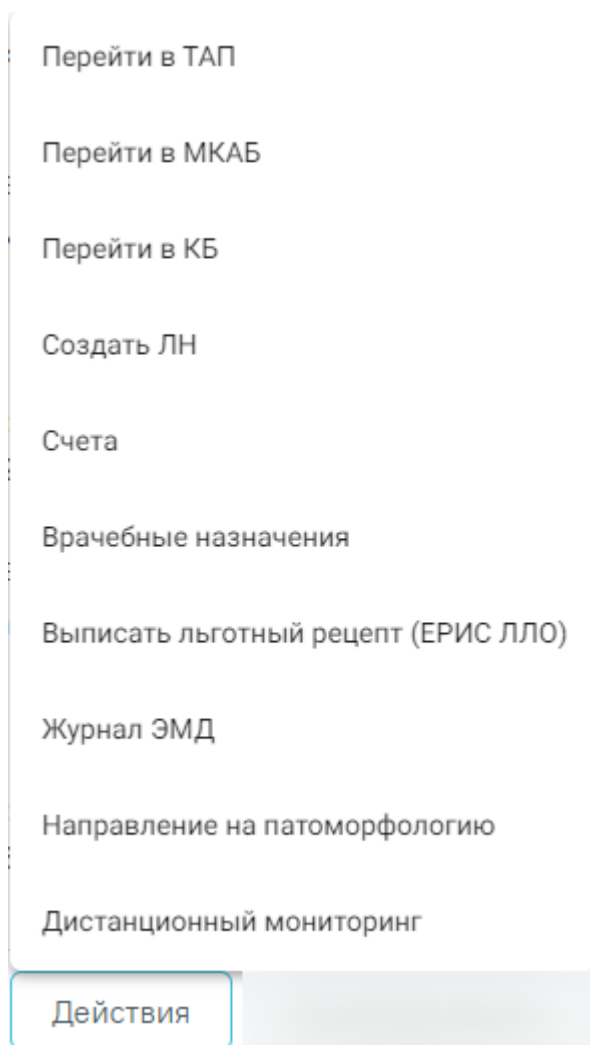 Перейти в ТАП
Перейти в МКАБ
Перейти в КБ
Создать ЛН
Счета
Врачебные назначения
Выписать льготный рецепт (ЕРИС ЛЛО)
Журнал ЭМД
Направление на патоморфологию
Дистанционный мониторинг
Действия